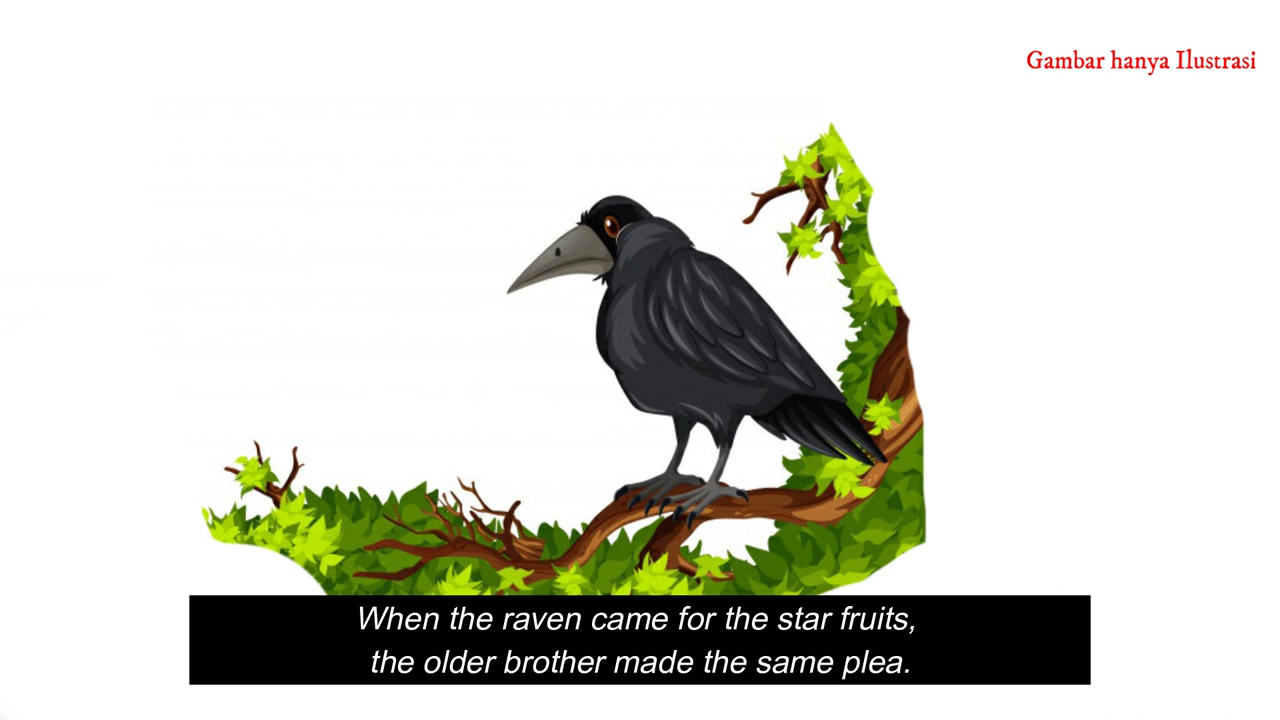 Gambar hanya Ilustrasi
When the raven came for the star fruits,
the older brother made the same plea.